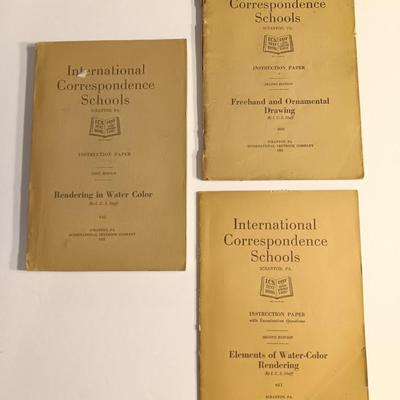 International
Correspondence
Schools
SCRANTON, PA.
INSTRUCTION PAPER
Rendering in Water Color
By I. C. S. Staff
SCRANTON, PA.
INTERNATIONAL TEXTBOOK COMPANY
Correspondence
Schools
SCRANTON, PA.
INSTRUCTION PAPER
SECOND EDITION
Freehand and Ornamental
Drawing
By I. C. S. Staff
SCRANTON, PA.
INTERNATIONAL TEXTBOOK COMPANY
International
Correspondence
Schools
SCRANTON, PA.
INSTRUCTION PAPER
with Examination Questions
SECOND EDITION
Elements of Water-Color
Rendering
By I. C. S. Staff
SCRANTON, PA.